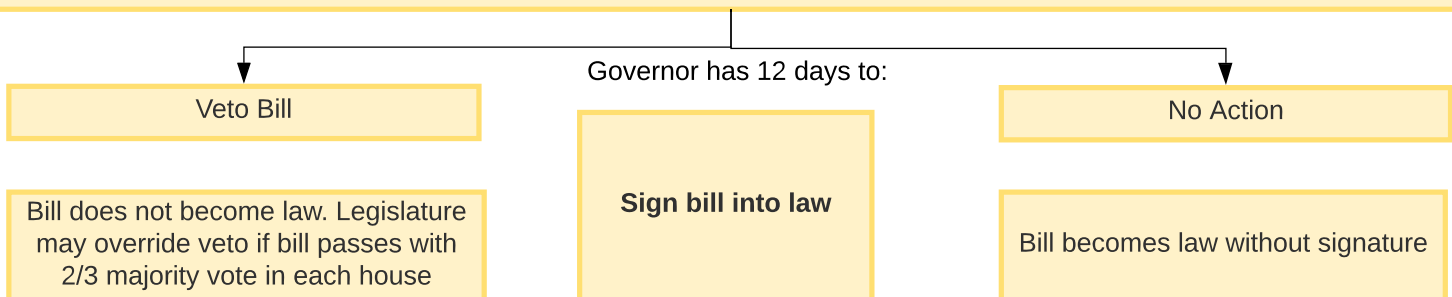 Governor has 12 days to:
Veto Bill
No Action
Sign bill into law
Bill does not become law. Legislature
may override veto if bill passes with
2/3 majority vote in each house
Bill becomes law without signature